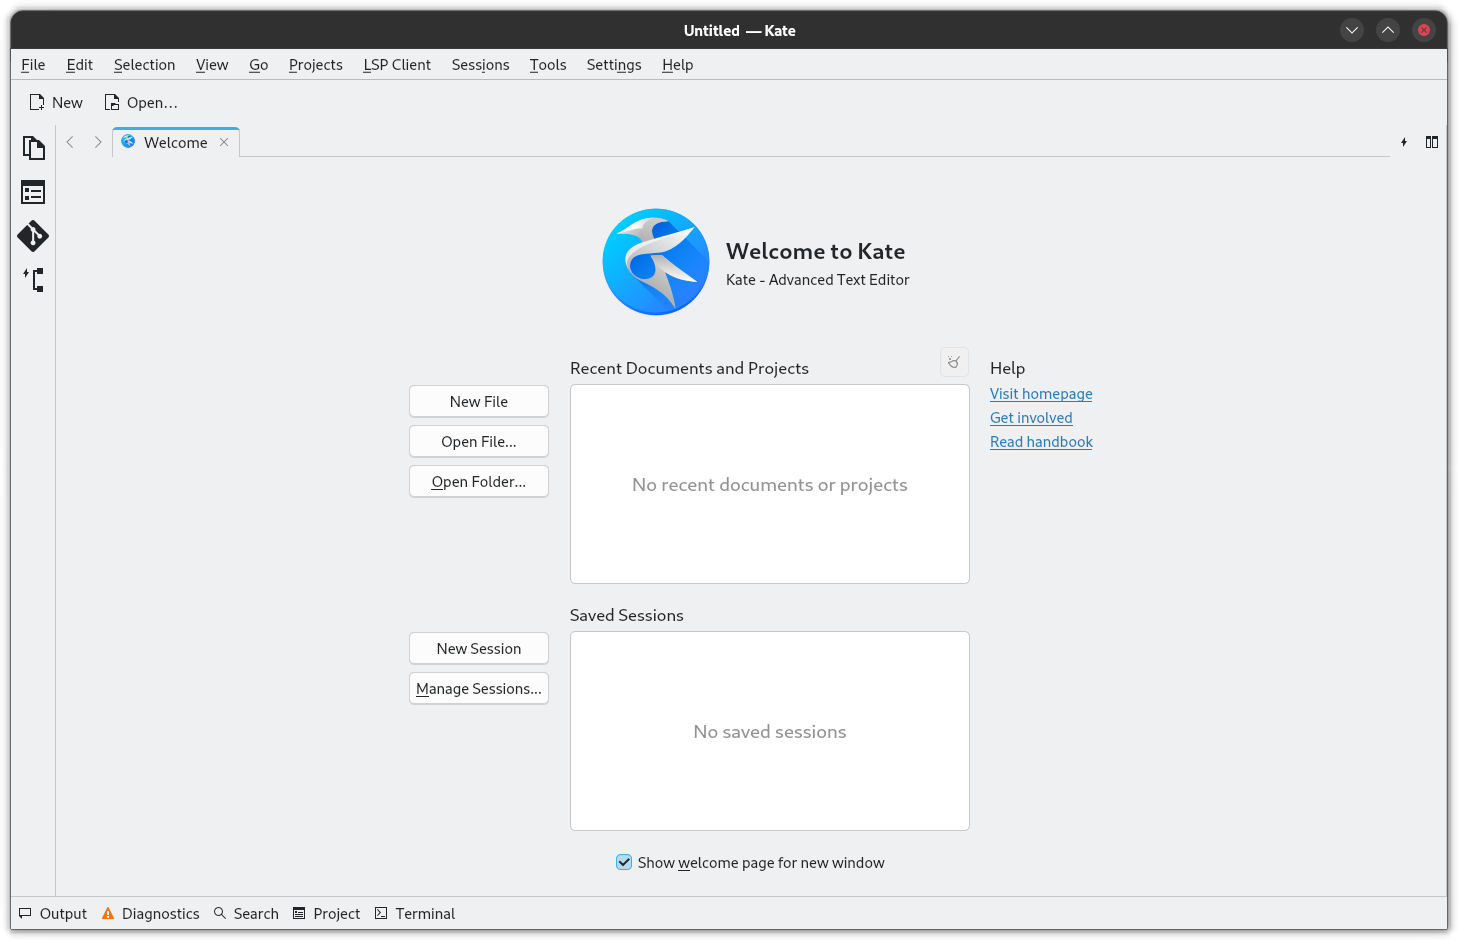 Untitled — Kate
File Edit Selection View Go Projects LSP Client Sessions Tools Settings Help
New Open...
Welcome
Welcome to Kate
Kate - Advanced Text Editor
Recent Documents and Projects
Help
New File
Visit homepage
Get involved
Open File...
Read handbook
Open Folder...
No recent documents or projects
Saved Sessions
New Session
Manage Sessions...
No saved sessions
Show welcome page for new window
Output Diagnostics Search Project Terminal